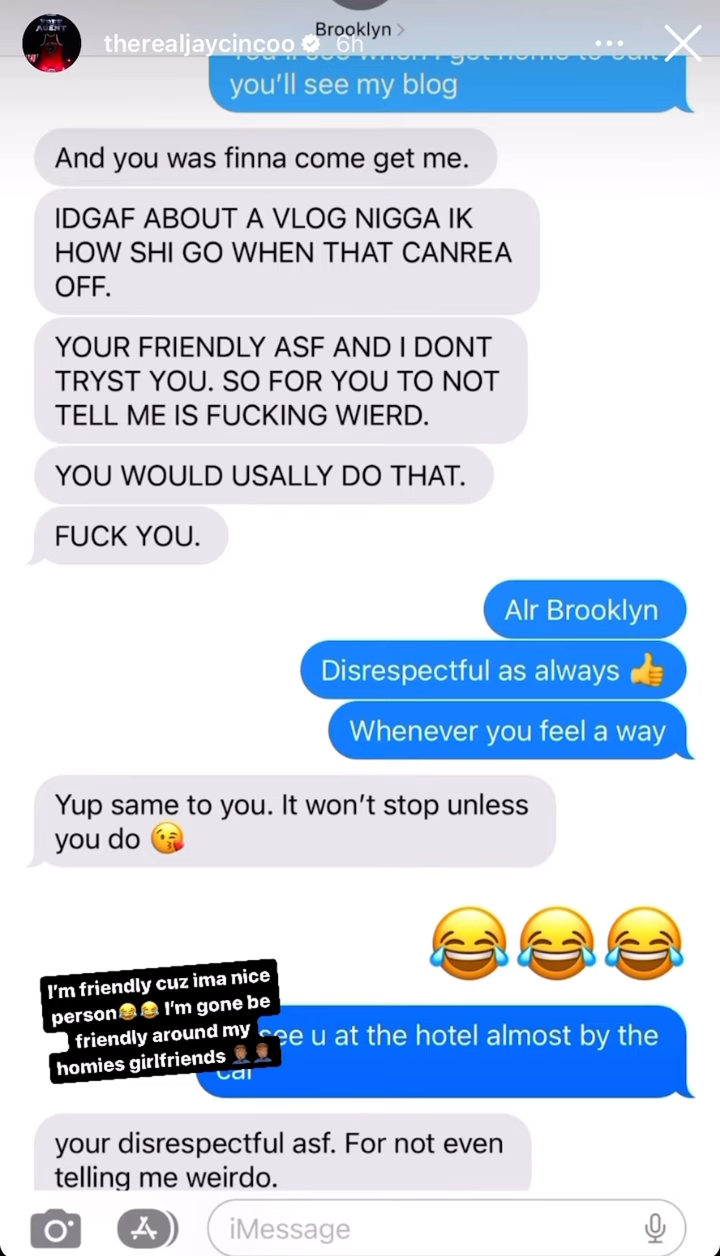 Brooklyn >
therealjaycincoo 6h
you'll see my blog
And you was finna come get me.
IDGAF ABOUT A VLOG NIGGA IK
HOW SHI GO WHEN THAT CANREA
OFF.
YOUR FRIENDLY ASF AND I DONT
TRYST YOU. SO FOR YOU TO NOT
TELL ME IS FUCKING WIERD.
YOU WOULD USALLY DO THAT.
FUCK YOU.
Alr Brooklyn
Disrespectful as always 👍
Whenever you feel a way
Yup same to you. It won't stop unless
you do 😘
😂😂😂
I'm friendly cuz ima nice
person😂😂 I'm gone be
friendly around my
homies girlfriends 🤦🏾‍♂️🤦🏾‍♂️
see u at the hotel almost by the
car
your disrespectful asf. For not even
telling me weirdo.
iMessage